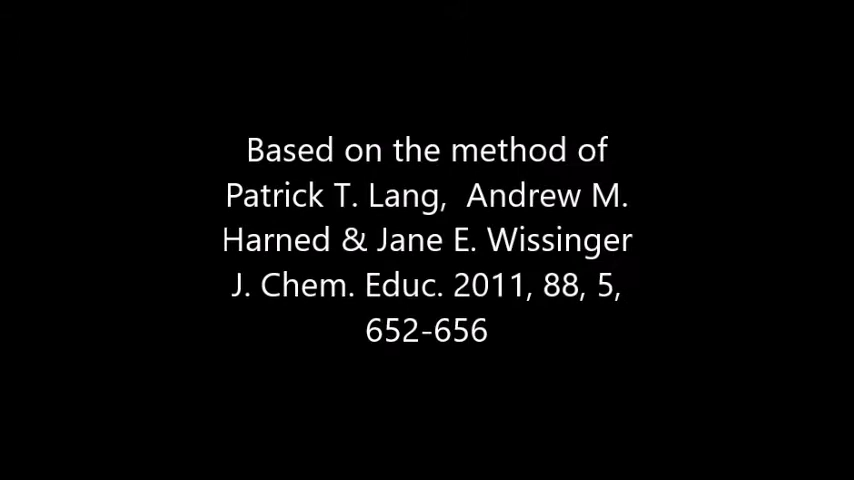 Based on the method of
Patrick T. Lang,  Andrew M.
Harned & Jane E. Wissinger
J. Chem. Educ. 2011, 88, 5,
652-656